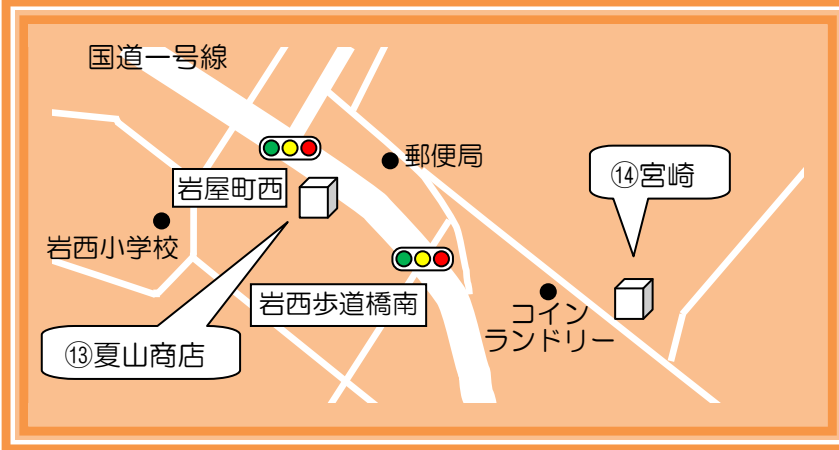 国道一号線
郵便局
⑭宮崎
岩屋町西
岩西小学校
岩西歩道橋南
コイン
ランドリー
⑬夏山商店